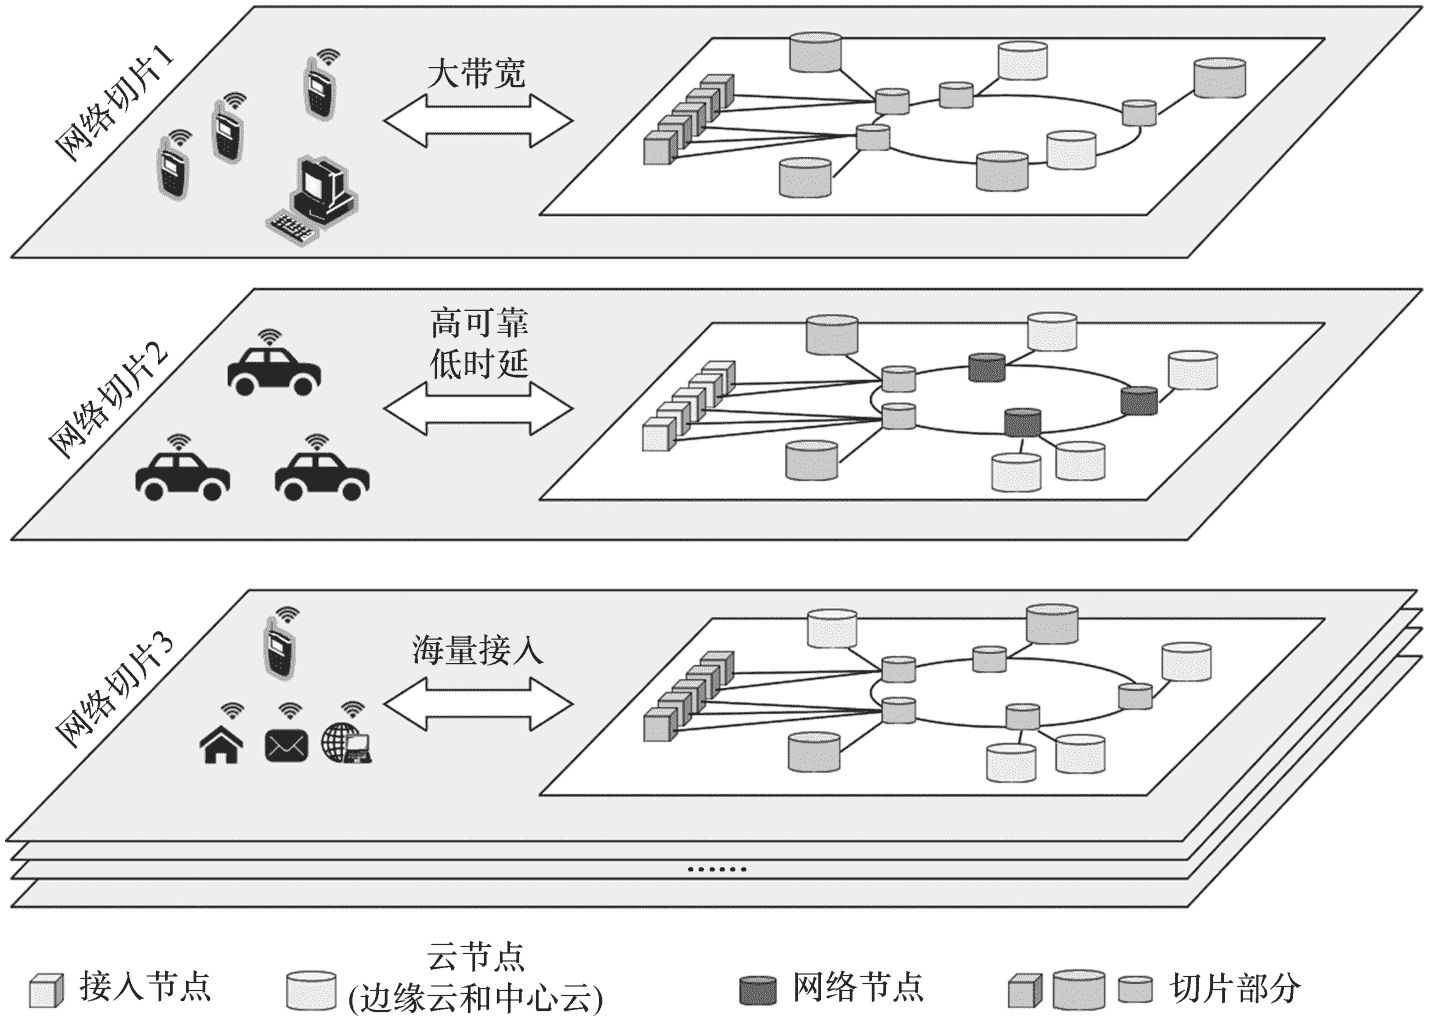 网络切片1
大带宽
网络切片2
高可靠
低时延
网络切片3
海量接入
······
接入节点
云节点
(边缘云和中心云)
网络节点
切片部分